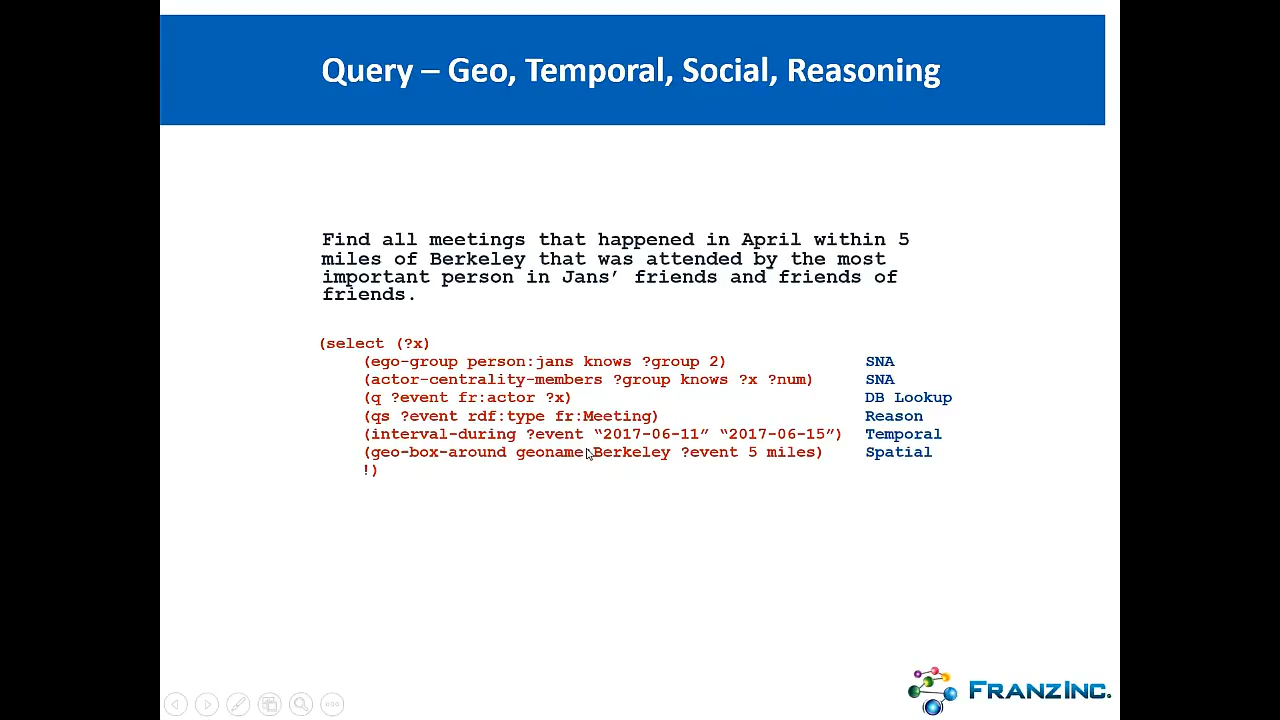 Query – Geo, Temporal, Social, Reasoning
Find all meetings that happened in April within 5
miles of Berkeley that was attended by the most
important person in Jans’ friends and friends of
friends.
(select (?x)
(ego-group person:jans knows ?group 2) SNA
(actor-centrality-members ?group knows ?x ?num) SNA
(q ?event fr:actor ?x) DB Lookup
(qs ?event rdf:type fr:Meeting) Reason
(interval-during ?event “2017-06-11” “2017-06-15”) Temporal
(geo-box-around geoname:Berkeley ?event 5 miles) Spatial
!)
FRANZ INC.